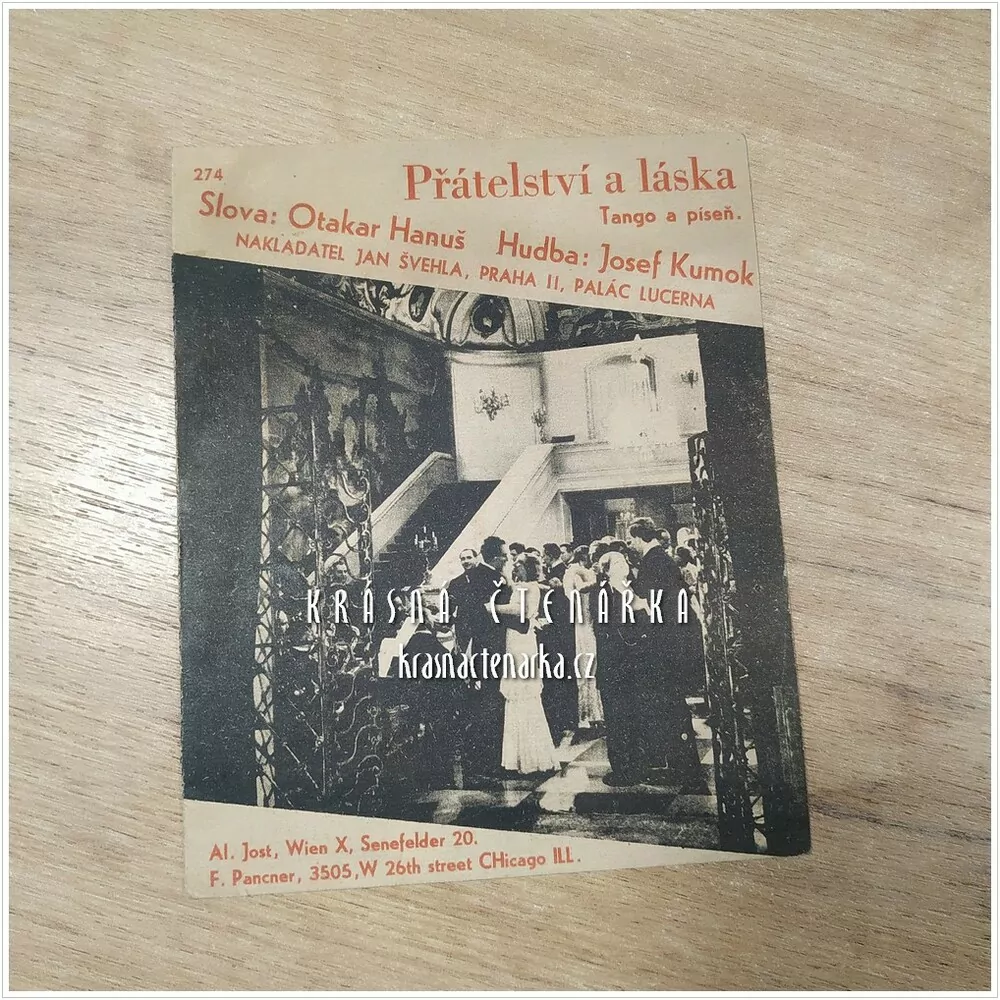 274
Přátelství a láska
Tango a píseň.
Slova: Otakar Hanuš Hudba: Josef Kumok
NAKLADATEL JAN ŠVEHLA, PRAHA II, PALÁC LUCERNA
KRÁSNÁ ČTENÁŘKA
krasnactenarka.cz
Al. Jost, Wien X, Senefelder 20.
F. Pancner, 3505,W 26th street CHicago ILL.